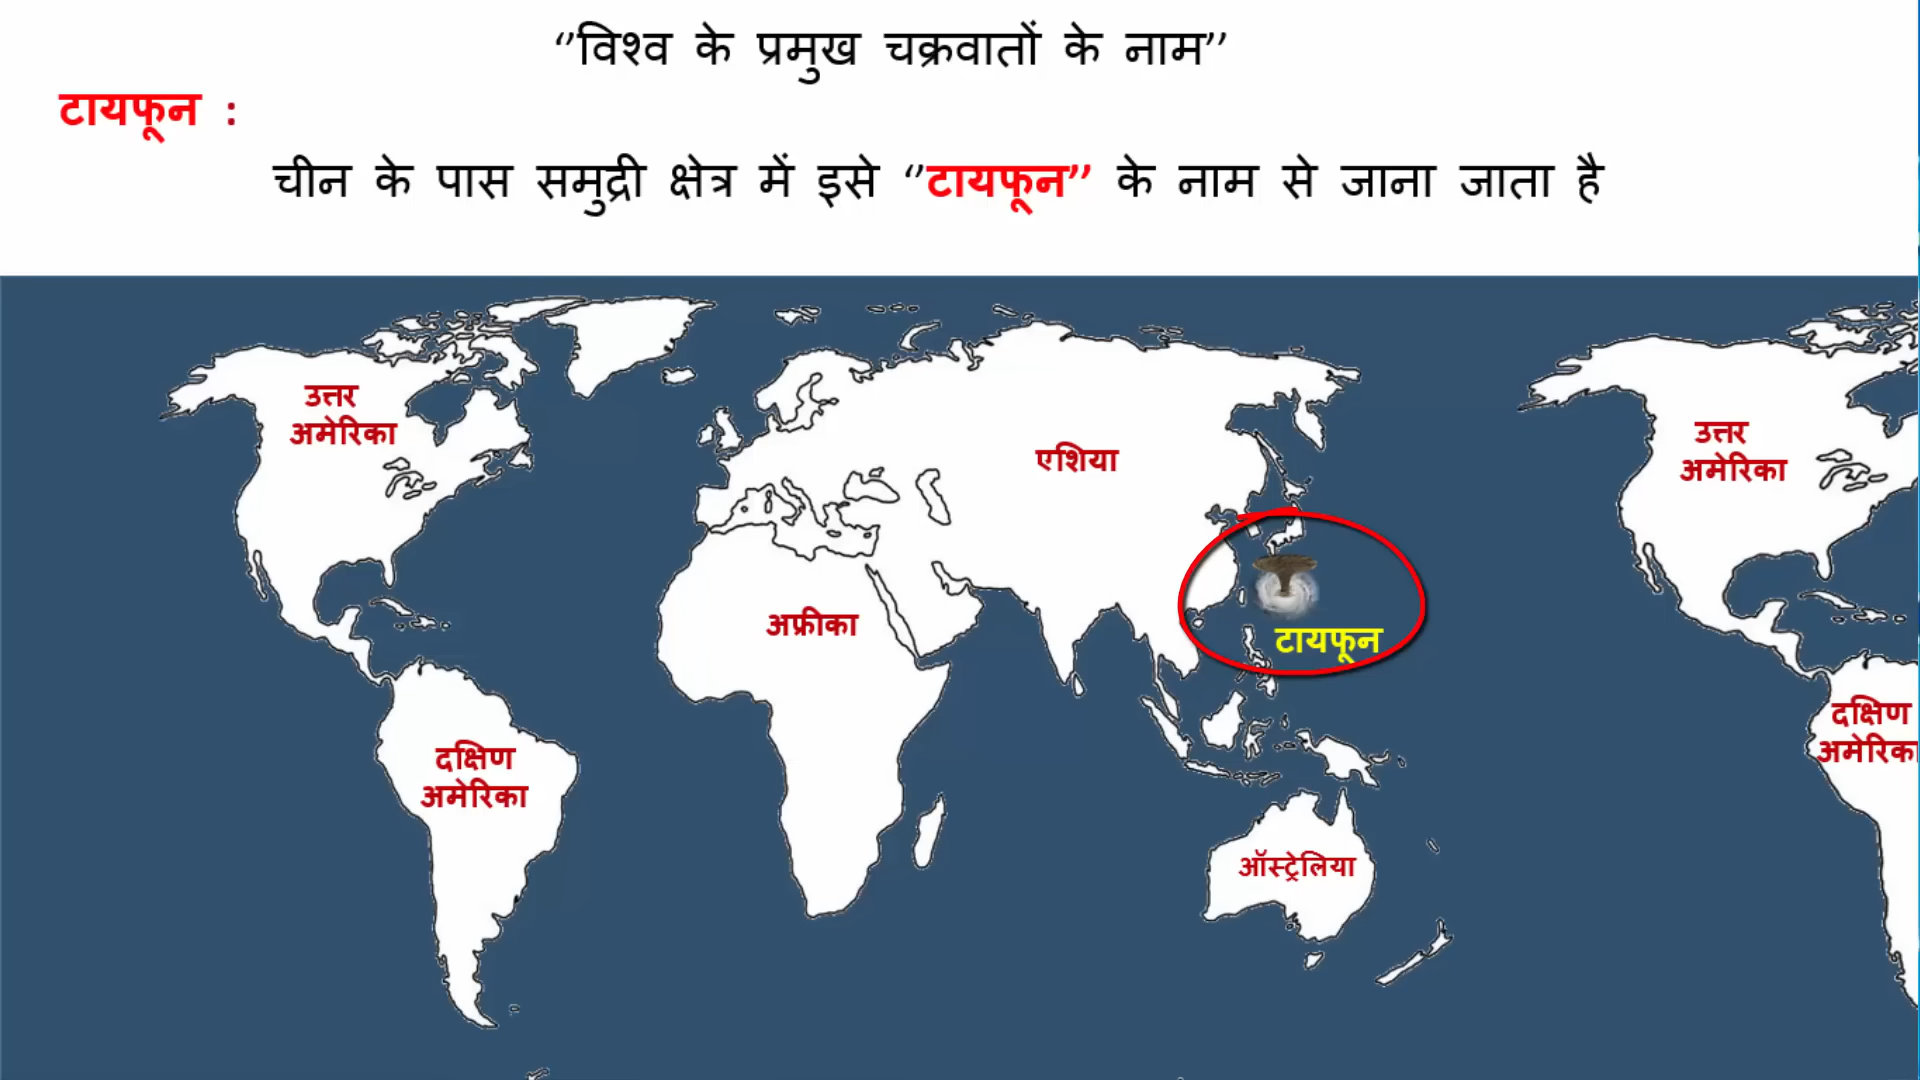 ‘’विश्व के प्रमुख चक्रवातों के नाम’’
टायफून :
चीन के पास समुद्री क्षेत्र में इसे ‘’टायफून’’ के नाम से जाना जाता है
उत्तर
अमेरिका
एशिया
उत्तर
अमेरिका
अफ्रीका
टायफून
दक्षिण
अमेरिका
दक्षिण
अमेरिका
ऑस्ट्रेलिया